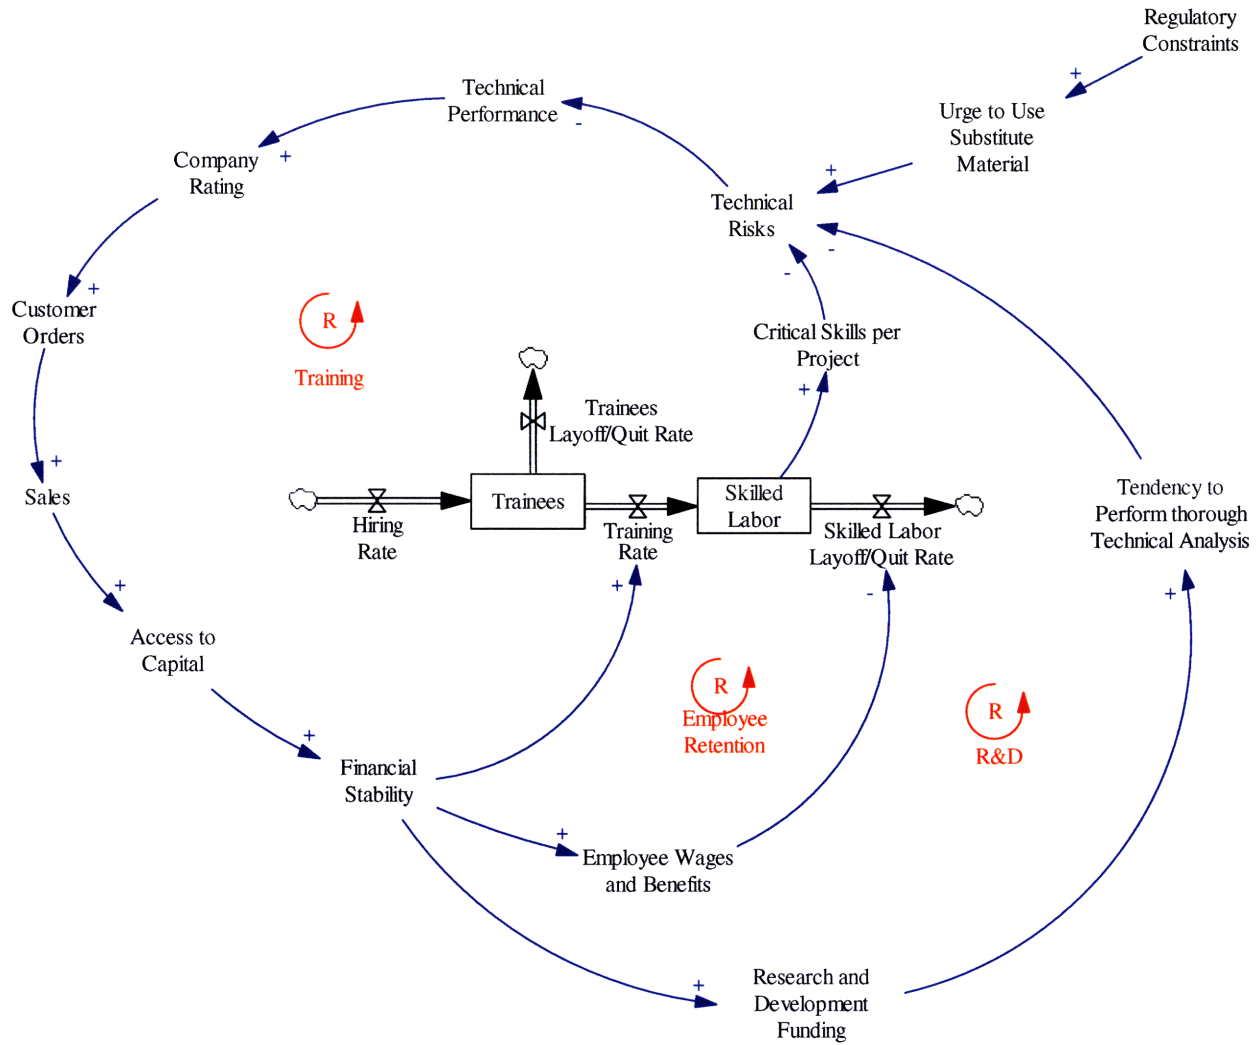 Regulatory
Constraints
+
Technical
Performance
-
Urge to Use
Substitute
Material
+
Company
Rating
+
Technical
Risks
-
-
Customer
Orders
+
R
Training
Critical Skills per
Project
+
Trainees
Layoff/Quit Rate
Sales
+
Trainees
Skilled
Labor
Hiring
Rate
Training
Rate
+
Skilled Labor
Layoff/Quit Rate
-
Tendency to
Perform thorough
Technical Analysis
+
+
Access to
Capital
R
Employee
Retention
R
R&D
+
Financial
Stability
+
Employee Wages
and Benefits
+
Research and
Development
Funding